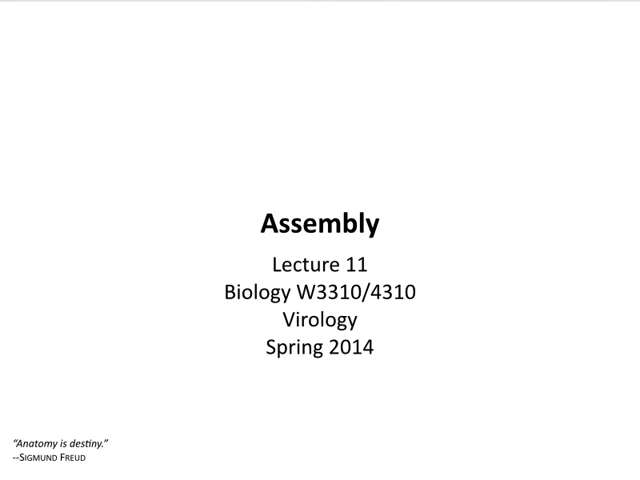 Assembly
Lecture 11
Biology W3310/4310
Virology
Spring 2014
“Anatomy is destiny.”
--SIGMUND FREUD